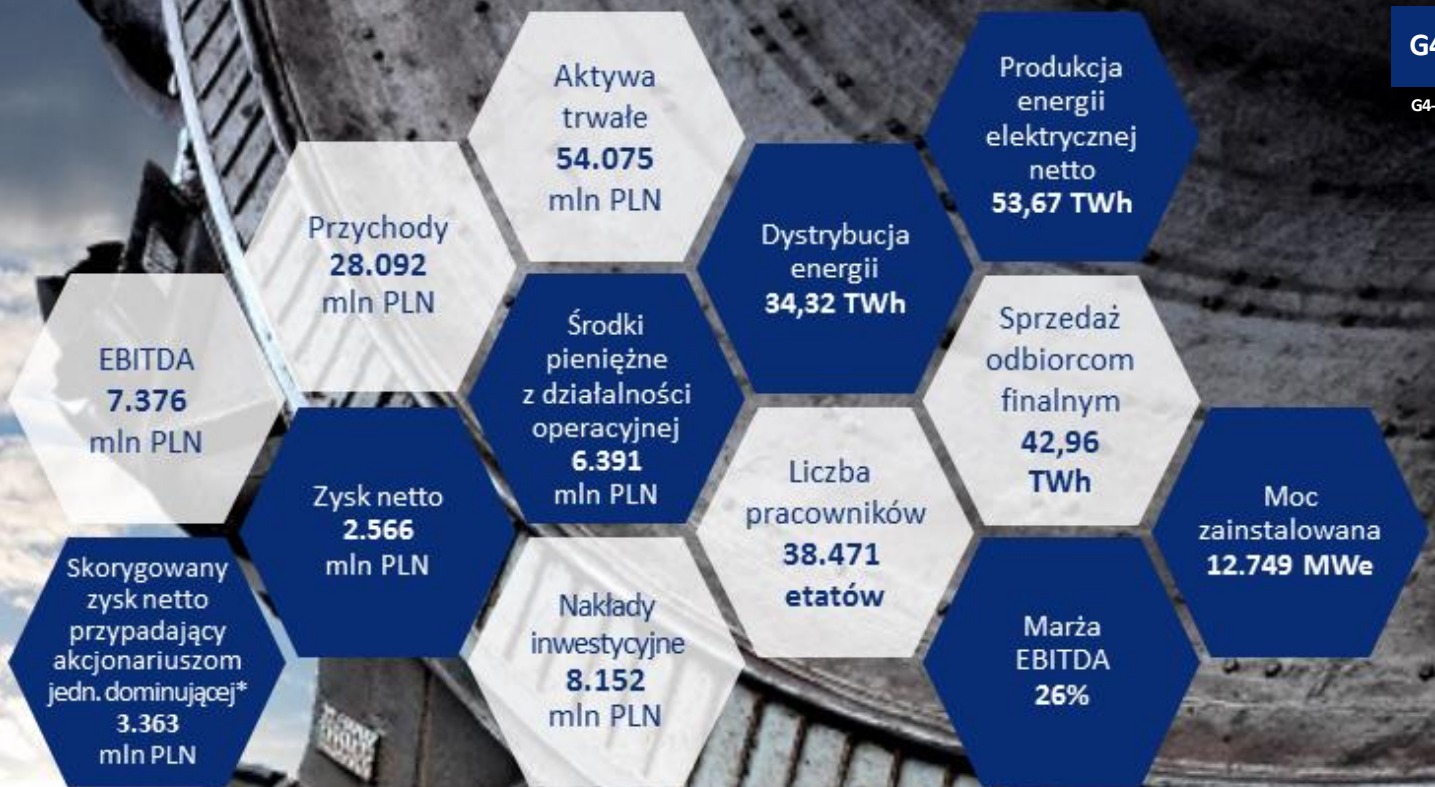 G4
G4-
Aktywa
trwałe
54.075
mln PLN
Produkcja
energii
elektrycznej
netto
53,67 TWh
Przychody
28.092
mln PLN
Dystrybucja
energii
34,32 TWh
EBITDA
7.376
mln PLN
Środki
pieniężne
z działalności
operacyjnej
6.391
mln PLN
Sprzedaż
odbiorcom
finalnym
42,96
TWh
Zysk netto
2.566
mln PLN
Liczba
pracowników
38.471
etatów
Moc
zainstalowana
12.749 MWe
Skorygowany
zysk netto
przypadający
akcjonariuszom
jedn. dominującej*
3.363
mln PLN
Nakłady
inwestycyjne
8.152
mln PLN
Marża
EBITDA
26%